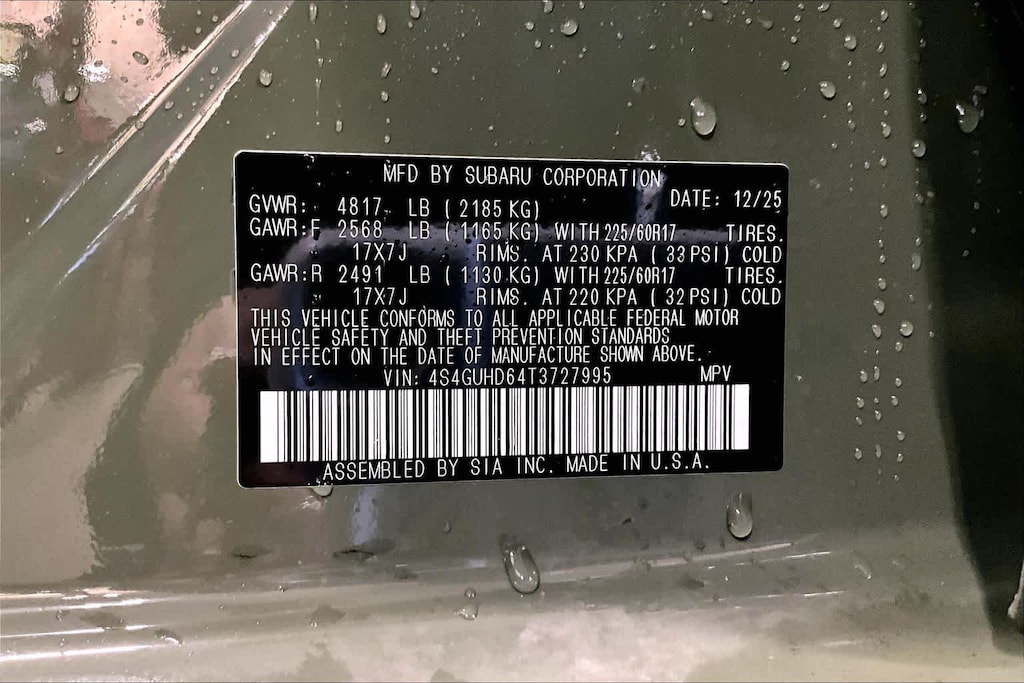 MFD BY SUBARU CORPORATION
DATE: 12/25
GVWR: 4817 LB (2185 KG)
GAWR:F 2568 LB (1165 KG) WITH 225/60R17 TIRES.
17X7J RIMS. AT 230 KPA (33 PSI) COLD
GAWR:R 2491 LB (1130 KG) WITH 225/60R17 TIRES.
17X7J RIMS. AT 220 KPA (32 PSI) COLD
THIS VEHICLE CONFORMS TO ALL APPLICABLE FEDERAL MOTOR
VEHICLE SAFETY AND THEFT PREVENTION STANDARDS
IN EFFECT ON THE DATE OF MANUFACTURE SHOWN ABOVE.
VIN: 4S4GUHD64T3727995 MPV
ASSEMBLED BY SIA INC. MADE IN U.S.A.